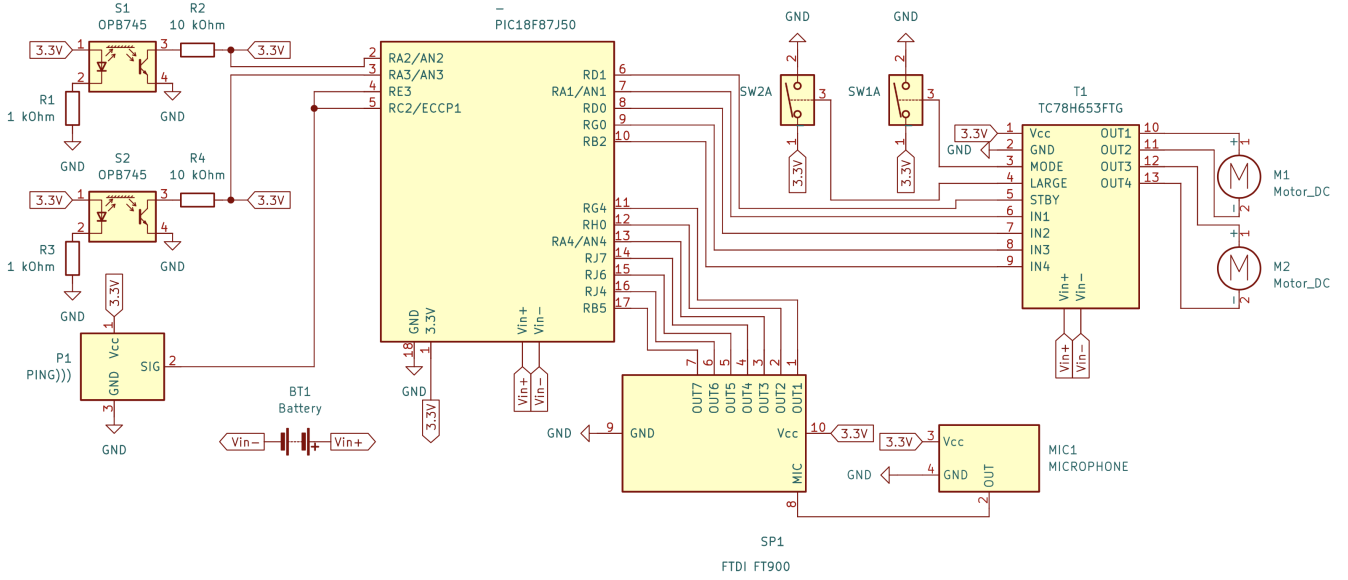 S1
OPB745
3.3V
1
2
3
4
R2
10 kOhm
3.3V
R1
1 kOhm
GND
GND
S2
OPB745
3.3V
1
2
3
4
R4
10 kOhm
3.3V
R3
1 kOhm
GND
GND
3.3V
1
Vcc
P1
PING)))
SIG
2
GND
3
GND
BT1
Battery
Vin-
Vin+
+
PIC18F87J50
2 RA2/AN2
3 RA3/AN3
4 RE3
5 RC2/ECCP1
RD1 6
RA1/AN1 7
RD0 8
RG0 9
RB2 10
RG4 11
RH0 12
RA4/AN4 13
RJ7 14
RJ6 15
RJ4 16
RB5 17
GND
18
GND
3.3V
1
3.3V
Vin+
Vin-
Vin+
Vin-
GND
2
SW2A
3
1
3.3V
GND
2
SW1A
3
1
3.3V
T1
TC78H653FTG
3.3V
GND
1 Vcc
2 GND
3 MODE
4 LARGE
5 STBY
6 IN1
7 IN2
8 IN3
9 IN4
OUT1 10
OUT2 11
OUT3 12
OUT4 13
Vin+
Vin-
Vin+
Vin-
+
1
M
M1
Motor_DC
-
2
+
1
M
M2
Motor_DC
-
2
7 6 5 4 3 2 1
OUT7 OUT6 OUT5 OUT4 OUT3 OUT2 OUT1
GND 9 GND
Vcc 10 3.3V
MIC
8
SP1
FTDI FT900
3.3V 3 Vcc
GND 4 GND
OUT
2
MIC1
MICROPHONE